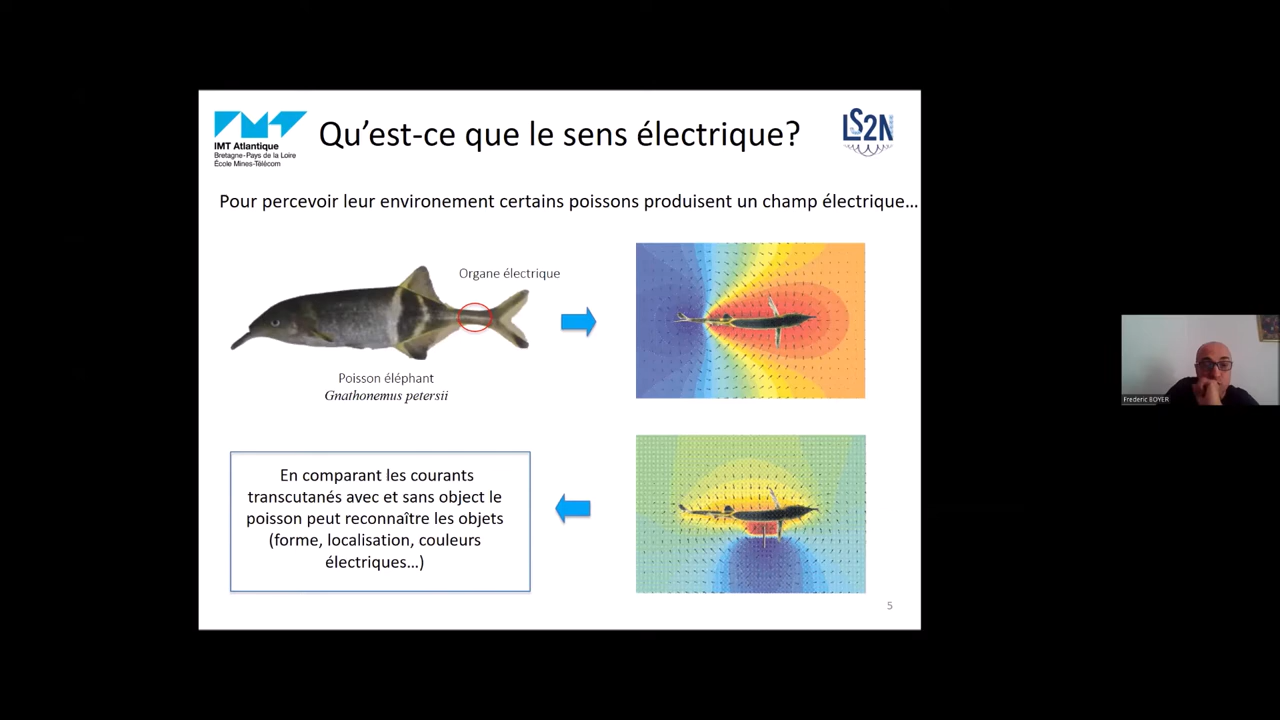 IMT Atlantique
Bretagne-Pays de la Loire
École Mines-Télécom
Qu'est-ce que le sens électrique?
LS2N
Pour percevoir leur environement certains poissons produisent un champ électrique…
Organe électrique
Poisson éléphant
Gnathonemus petersii
En comparant les courants
transcutanés avec et sans object le
poisson peut reconnaître les objets
(forme, localisation, couleurs
électriques…)
5
Frederic BOYER